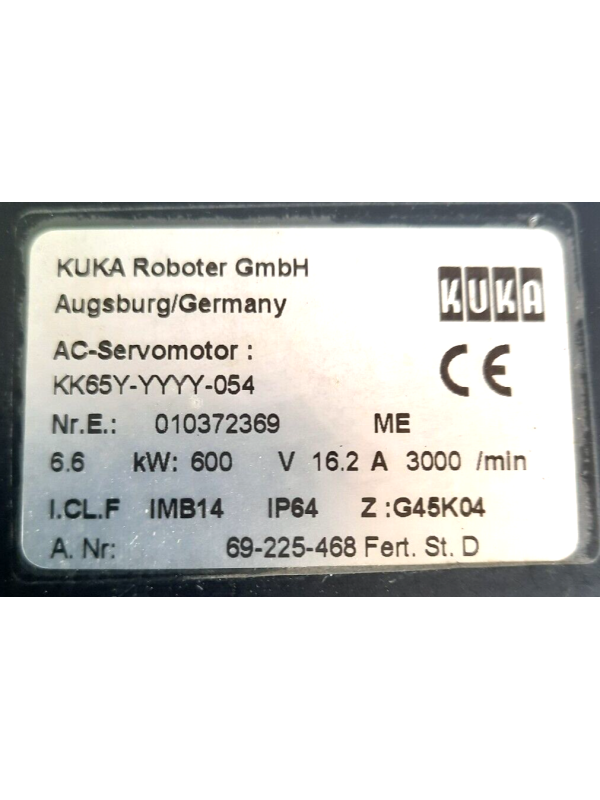 KUKA Roboter GmbH
Augsburg/Germany
KUKA
AC-Servomotor :
KK65Y-YYYY-054
CE
Nr.E.: 010372369 ME
6.6 kW: 600 V 16.2 A 3000 /min
I.CL.F IMB14 IP64 Z :G45K04
A. Nr: 69-225-468 Fert. St. D